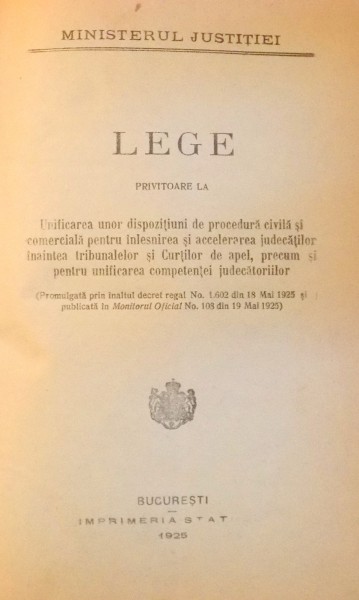 MINISTERUL JUSTIȚIEI
LEGE
PRIVITOARE LA
Unificarea unor dispozițiuni de procedură civilă și
comercială pentru înlesnirea și accelerarea judecăților
înaintea tribunalelor și Curților de apel, precum și
pentru unificarea competenței judecătoriilor
(Promulgată prin înaltul decret regal No. 1.602 din 18 Mai 1925 și
publicată în Monitorul Oficial No. 108 din 19 Mai 1925)
BUCUREȘTI
IMPRIMERIA STAT
1925